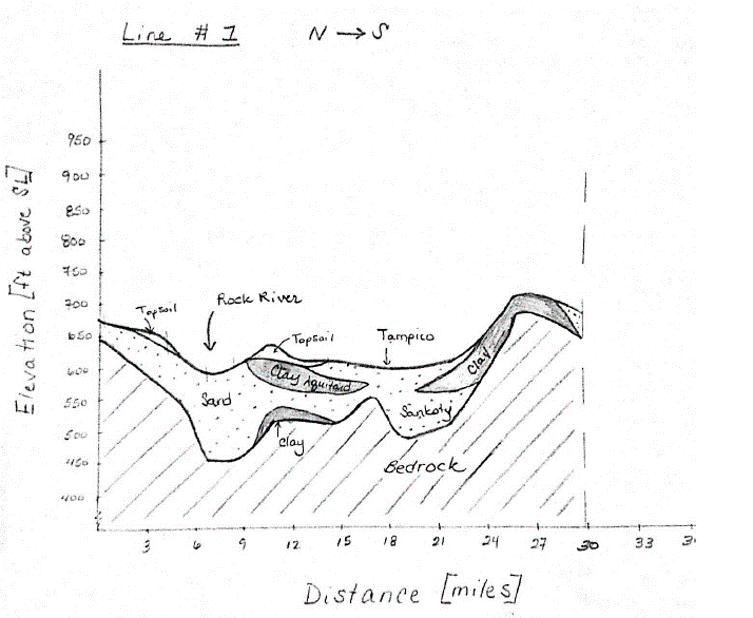 Line # 1 N → S
Elevation [ft above SL]
950
900
850
800
750
700
650
600
550
500
450
400
Topsoil
Rock River
Topsoil
Tampico
Clay Aquitard
Clay
Sand
Sankoty
Clay
Bedrock
3 6 9 12 15 18 21 24 27 30 33 3
Distance [miles]